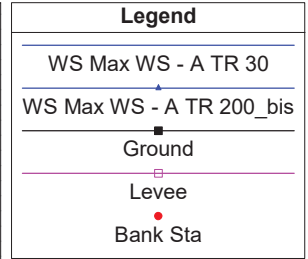 Legend
WS Max WS - A TR 30
WS Max WS - A TR 200_bis
Ground
Levee
Bank Sta